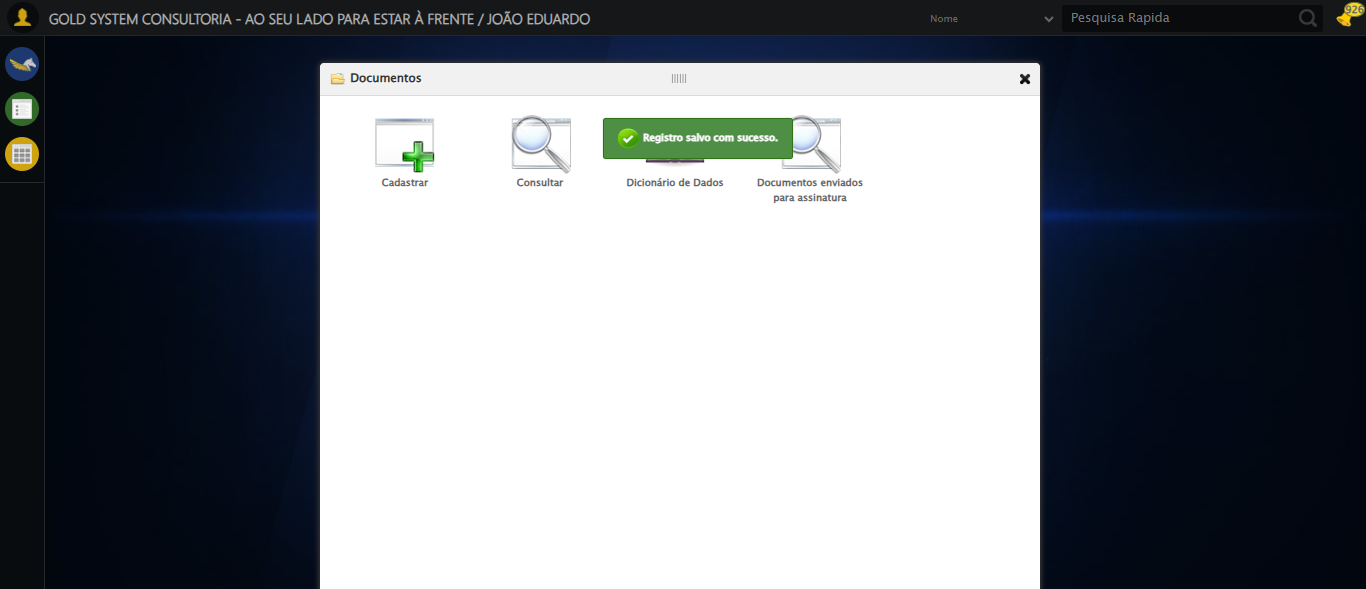 GOLD SYSTEM CONSULTORIA - AO SEU LADO PARA ESTAR À FRENTE / JOÃO EDUARDO
Nome
Pesquisa Rapida
926
Documentos
Registro salvo com sucesso.
Cadastrar
Consultar
Dicionário de Dados
Documentos enviados
para assinatura